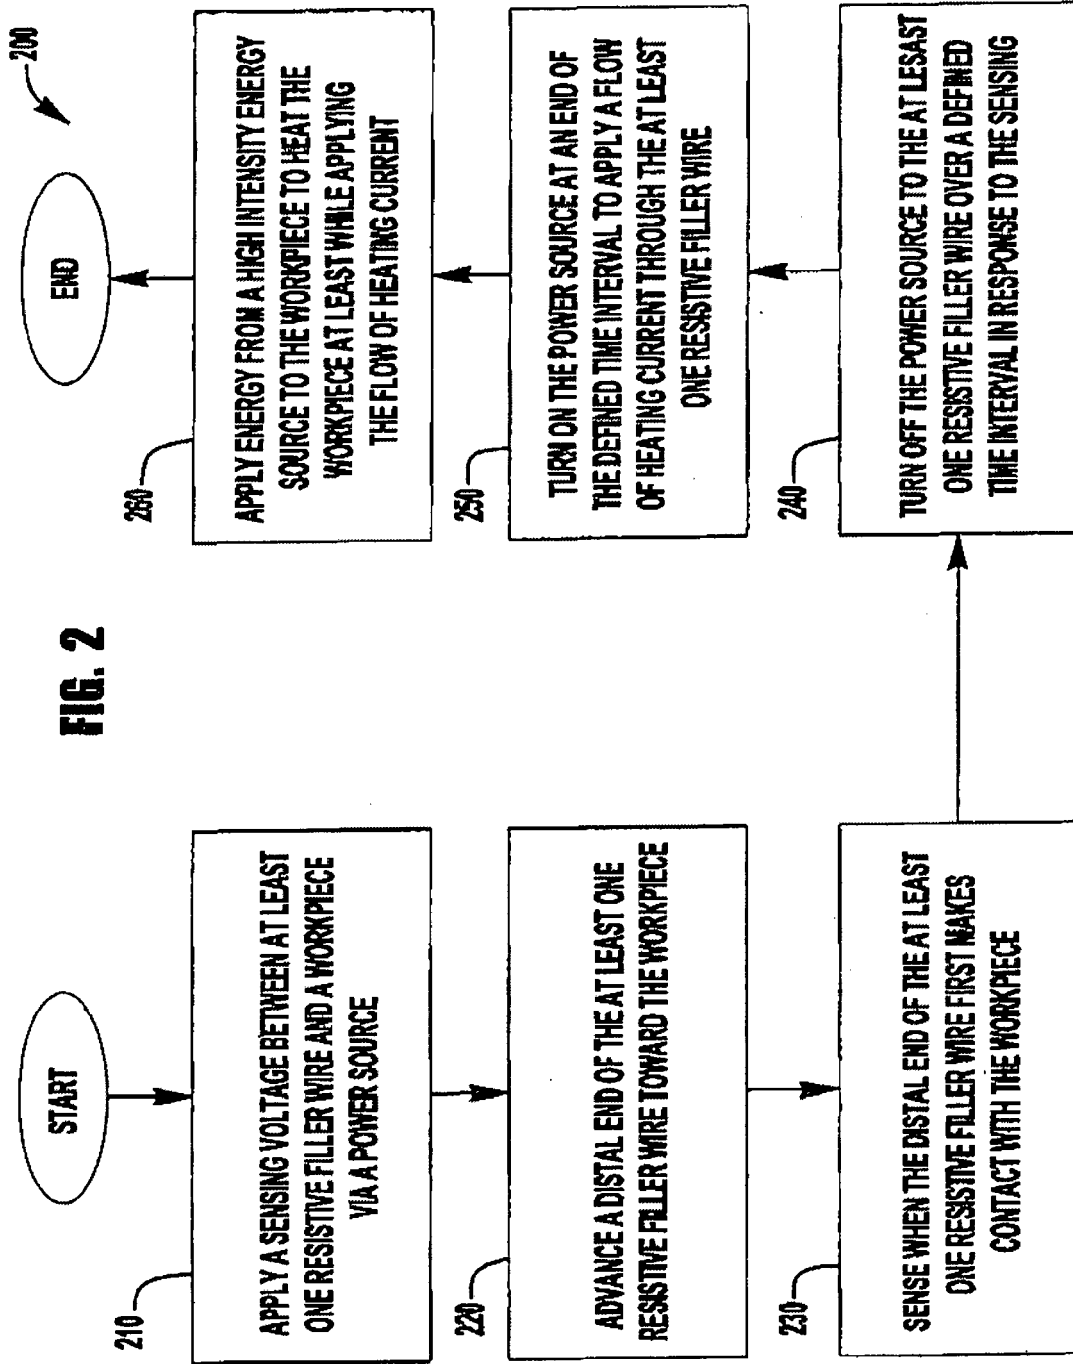 FIG. 2
200
START
210
APPLY A SENSING VOLTAGE BETWEEN AT LEAST
ONE RESISTIVE FILLER WIRE AND A WORKPIECE
VIA A POWER SOURCE
220
ADVANCE A DISTAL END OF THE AT LEAST ONE
RESISTIVE FILLER WIRE TOWARD THE WORKPIECE
230
SENSE WHEN THE DISTAL END OF THE AT LEAST
ONE RESISTIVE FILLER WIRE FIRST MAKES
CONTACT WITH THE WORKPIECE
240
TURN OFF THE POWER SOURCE TO THE AT LESAST
ONE RESISTIVE FILLER WIRE OVER A DEFINED
TIME INTERVAL IN RESPONSE TO THE SENSING
250
TURN ON THE POWER SOURCE AT AN END OF
THE DEFINED TIME INTERVAL TO APPLY A FLOW
OF HEATING CURRENT THROUGH THE AT LEAST
ONE RESISTIVE FILLER WIRE
260
APPLY ENERGY FROM A HIGH INTENSITY ENERGY
SOURCE TO THE WORKPIECE TO HEAT THE
WORKPIECE AT LEAST WHILE APPLYING
THE FLOW OF HEATING CURRENT
END